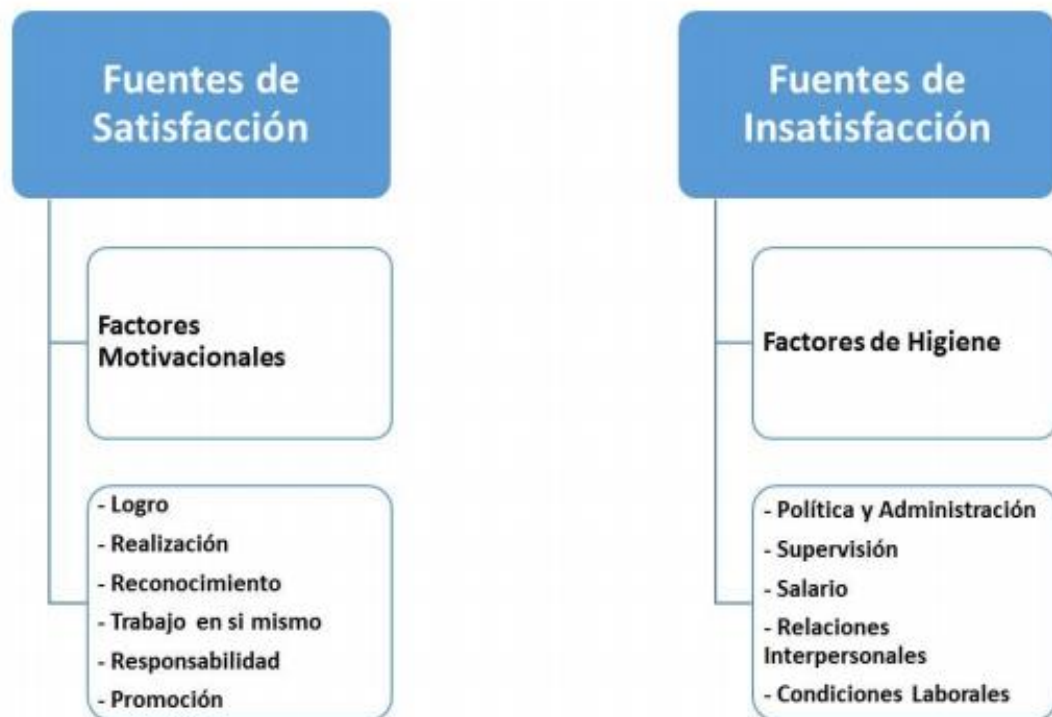 Fuentes de
Satisfacción
Factores
Motivacionales
- Logro
- Realización
- Reconocimiento
- Trabajo en si mismo
- Responsabilidad
- Promoción
Fuentes de
Insatisfacción
Factores de Higiene
- Política y Administración
- Supervisión
- Salario
- Relaciones
Interpersonales
- Condiciones Laborales